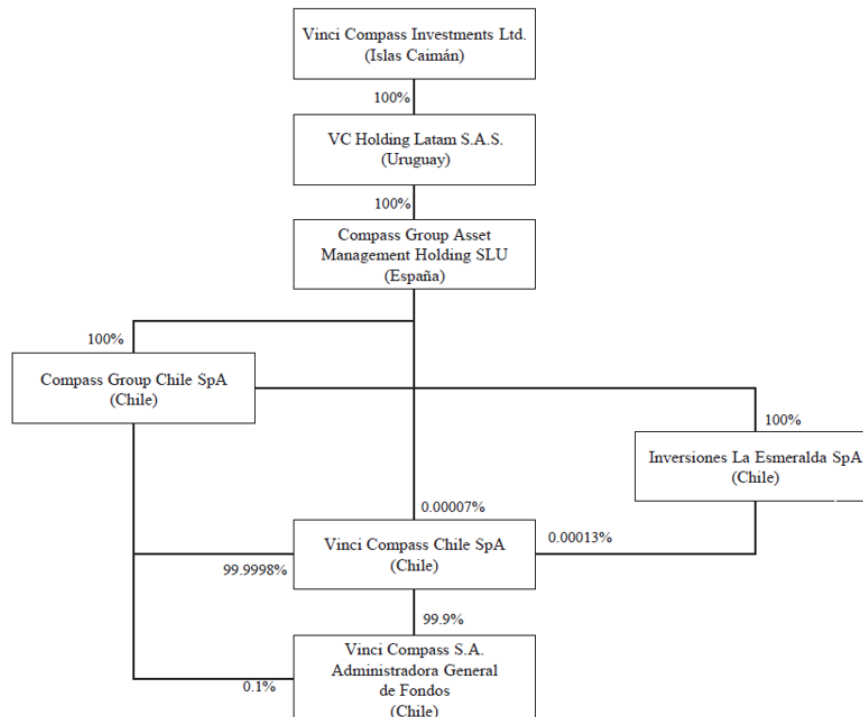 Vinci Compass Investments Ltd.
(Islas Caimán)
100%
VC Holding Latam S.A.S.
(Uruguay)
100%
Compass Group Asset
Management Holding SLU
(España)
100%
Compass Group Chile SpA
(Chile)
100%
Inversiones La Esmeralda SpA
(Chile)
0.00007%
Vinci Compass Chile SpA
(Chile)
0.00013%
99.9998%
99.9%
Vinci Compass S.A.
Administradora General
de Fondos
(Chile)
0.1%